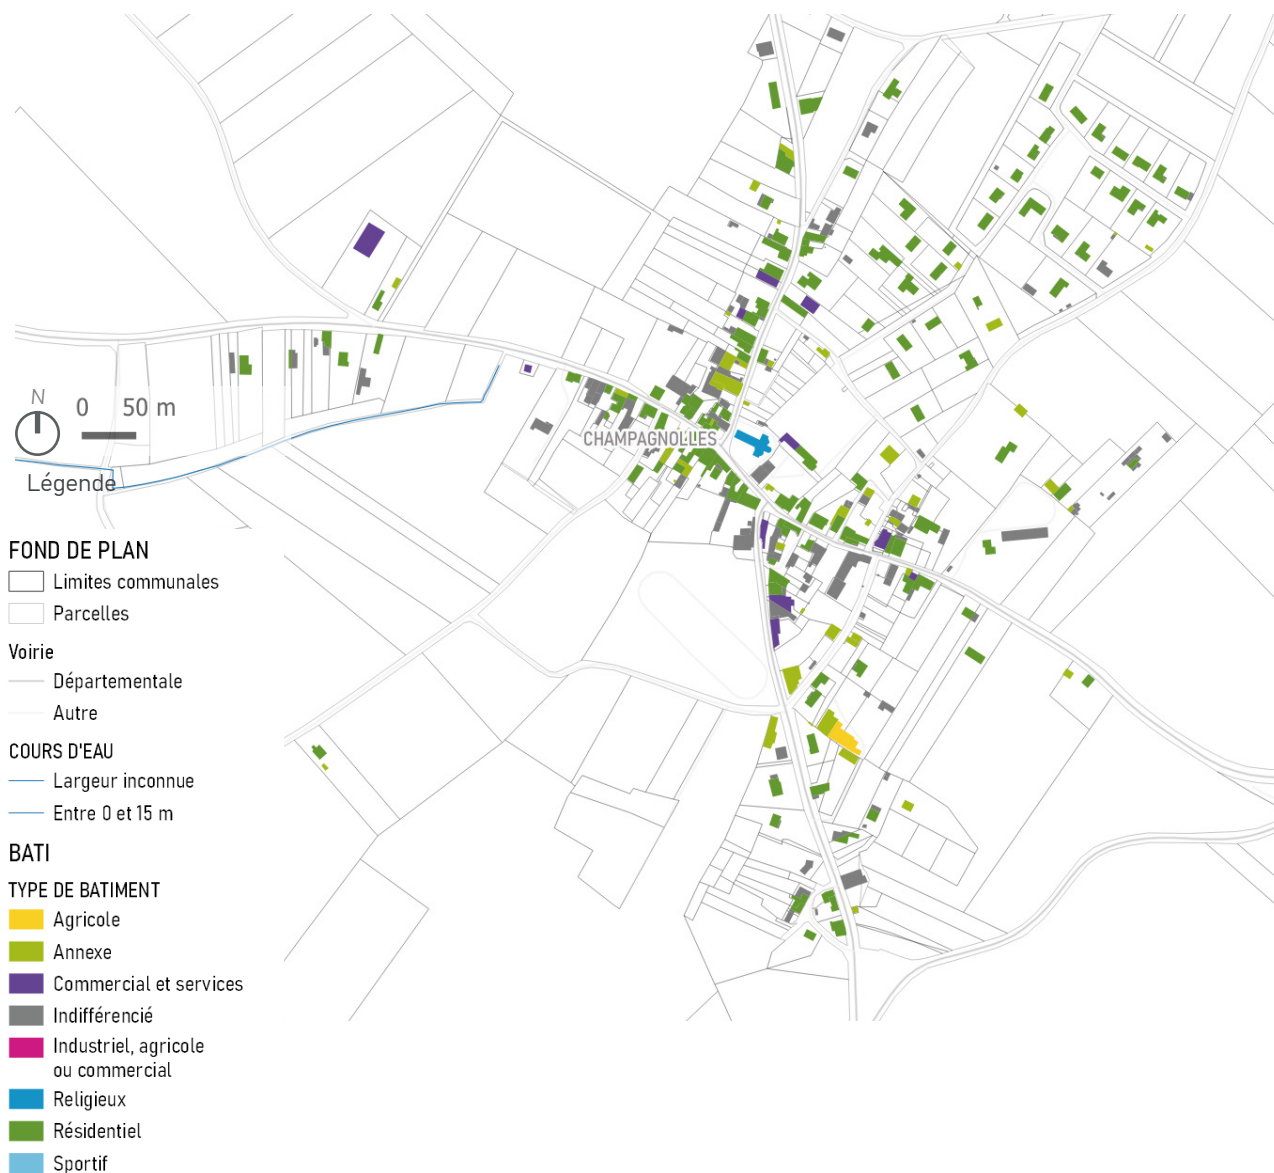 CHAMPAGNOLLES
N
0 50 m
Légende
FOND DE PLAN
Limites communales
Parcelles
Voirie
Départementale
Autre
COURS D'EAU
Largeur inconnue
Entre 0 et 15 m
BATI
TYPE DE BATIMENT
Agricole
Annexe
Commercial et services
Indifférencié
Industriel, agricole
ou commercial
Religieux
Résidentiel
Sportif